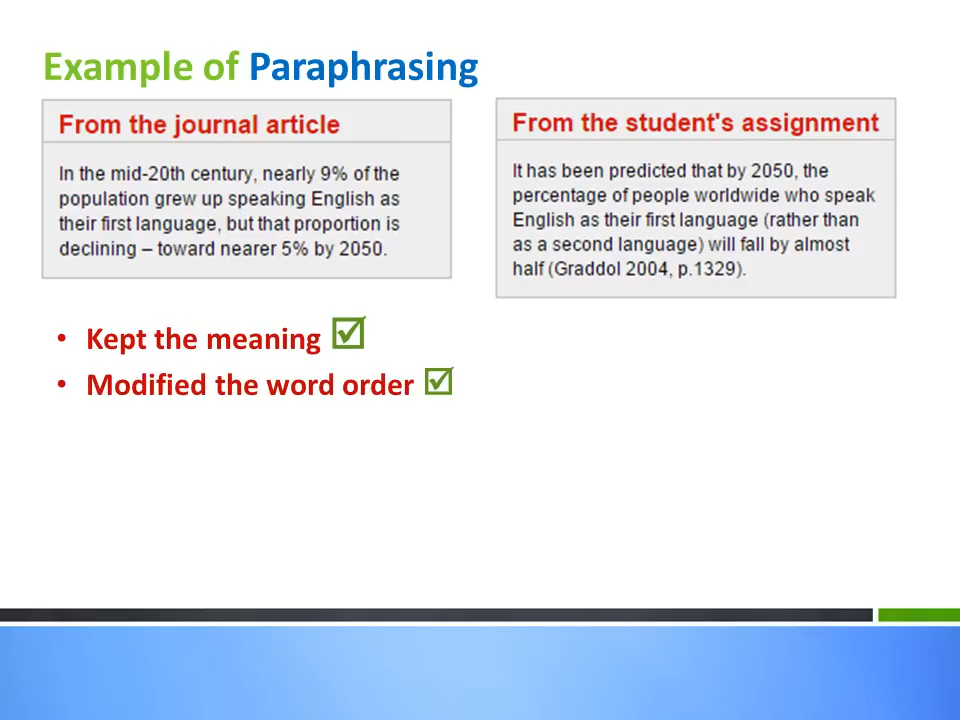 Example of Paraphrasing
From the journal article
In the mid-20th century, nearly 9% of the
population grew up speaking English as
their first language, but that proportion is
declining – toward nearer 5% by 2050.
From the student's assignment
It has been predicted that by 2050, the
percentage of people worldwide who speak
English as their first language (rather than
as a second language) will fall by almost
half (Graddol 2004, p.1329).
• Kept the meaning ☑
• Modified the word order ☑